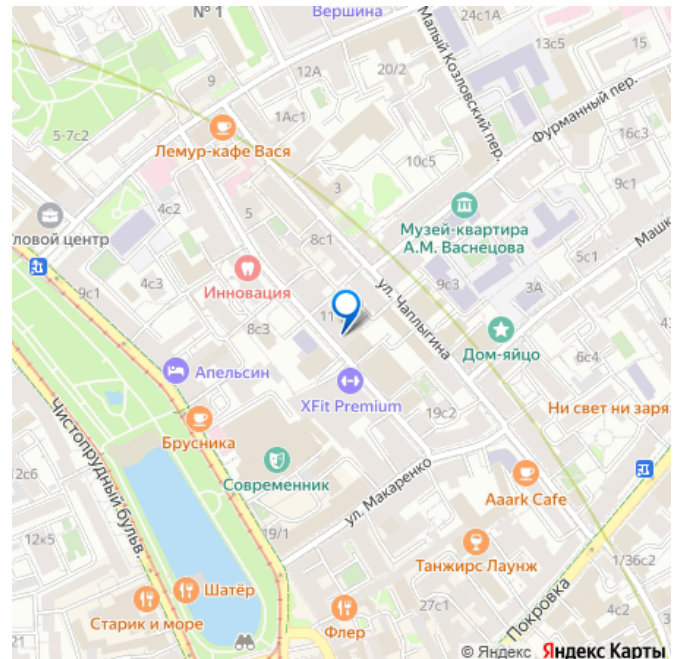 № 1
Вершина
24с1А
13с5
Малый Козловский пер.
20/2
12А
9
1Ас1
Фурманный пер.
5-7с2
Лемур-кафе Вася
16с3
10с5
3
9с1
4с2
5
Музей-квартира
А.М. Васнецова
ловой центр
8с1
Машк
5с1
4с3
9с1
Инновация
ул. Чаплыгина
9с3
3А
11
8с3
Дом-яйцо
6с4
Апельсин
XFit Premium
19с2
Ни свет ни заря
Чистопрудный бульв.
Брусника
12с6
Современник
ул. Макаренко
Aaark Cafe
19/1
12к5
Танжирс Лаунж
1/36с2
Шатёр
Старик и море
27с1
Покровка
4с2
Флер
21
2
© Яндекс Яндекс Карты